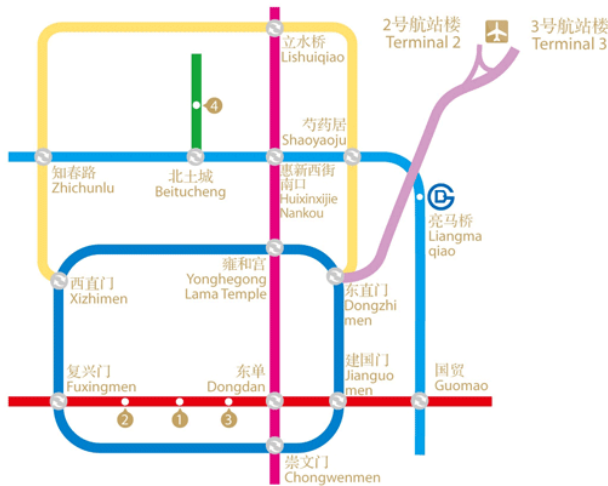 2号航站楼
Terminal 2
3号航站楼
Terminal 3
立水桥
Lishuiqiao
4
芍药居
Shaoyaoju
知春路
Zhichunlu
北土城
Beitucheng
惠新西街
南口
Huixinxijie
Nankou
亮马桥
Liangma
qiao
雍和宫
Yonghegong
Lama Temple
西直门
Xizhimen
东直门
Dongzhi
men
复兴门
Fuxingmen
东单
Dongdan
建国门
Jianguo
men
国贸
Guomao
2
1
3
崇文门
Chongwenmen